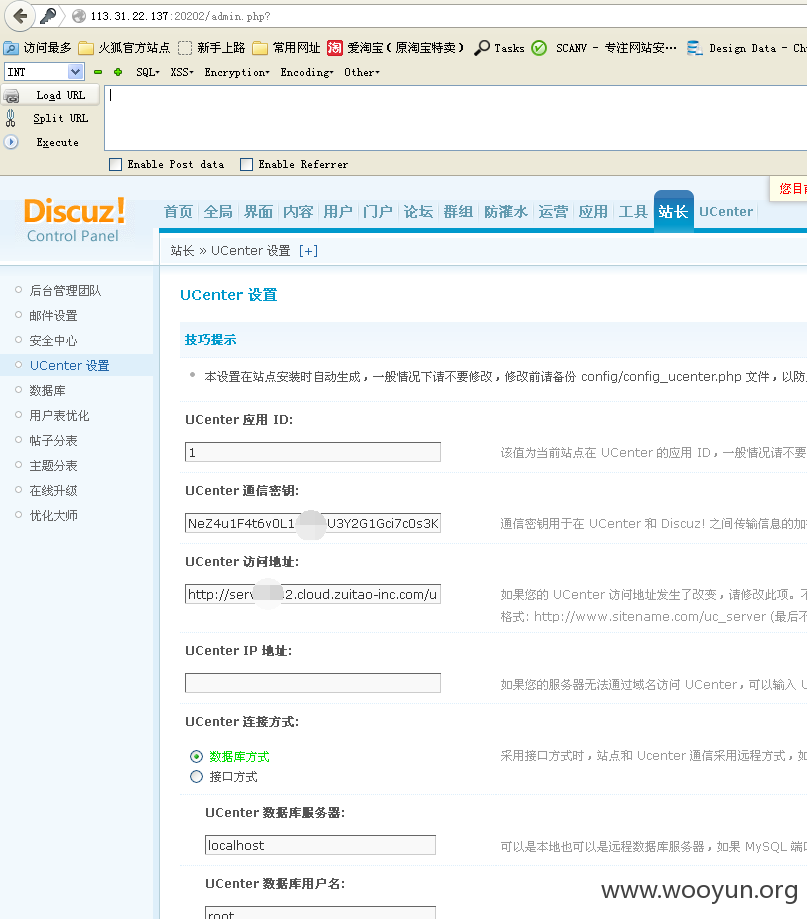 113.31.22.137:20202/admin.php?
访问最多 火狐官方站点 新手上路 常用网址 淘 爱淘宝（原淘宝特卖） Tasks SCANV - 专注网站安… Design Data - Ch
INT SQL XSS Encryption Encoding Other
Load URL
Split URL
Execute
Enable Post data Enable Referrer
Discuz!
Control Panel
首页 全局 界面 内容 用户 门户 论坛 群组 防灌水 运营 应用 工具 站长 UCenter
您目前
站长 » UCenter 设置 [+]
后台管理团队
邮件设置
安全中心
UCenter 设置
数据库
用户表优化
帖子分表
主题分表
在线升级
优化大师
UCenter 设置
技巧提示
本设置在站点安装时自动生成，一般情况下请不要修改，修改前请备份 config/config_ucenter.php 文件，以防
UCenter 应用 ID:
1
该值为当前站点在 UCenter 的应用 ID，一般情况请不要
UCenter 通信密钥:
NeZ4u1F4t6v0L1 U3Y2G1Gci7c0s3K
通信密钥用于在 UCenter 和 Discuz! 之间传输信息的加
UCenter 访问地址:
http://serv 2.cloud.zuitao-inc.com/u
如果您的 UCenter 访问地址发生了改变，请修改此项。不
格式: http://www.sitename.com/uc_server (最后不
UCenter IP 地址:
如果您的服务器无法通过域名访问 UCenter，可以输入 U
UCenter 连接方式:
数据库方式
接口方式
采用接口方式时，站点和 Ucenter 通信采用远程方式，如
UCenter 数据库服务器:
localhost
可以是本地也可以是远程数据库服务器，如果 MySQL 端口
UCenter 数据库用户名:
root
www.wooyun.org